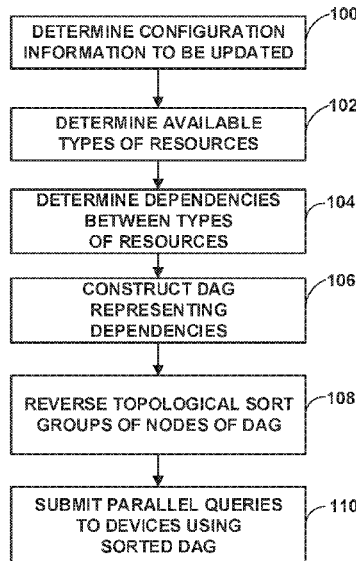 DETERMINE CONFIGURATION
INFORMATION TO BE UPDATED
100
DETERMINE AVAILABLE
TYPES OF RESOURCES
102
DETERMINE DEPENDENCIES
BETWEEN TYPES
OF RESOURCES
104
CONSTRUCT DAG
REPRESENTING
DEPENDENCIES
106
REVERSE TOPOLOGICAL SORT
GROUPS OF NODES OF DAG
108
SUBMIT PARALLEL QUERIES
TO DEVICES USING
SORTED DAG
110